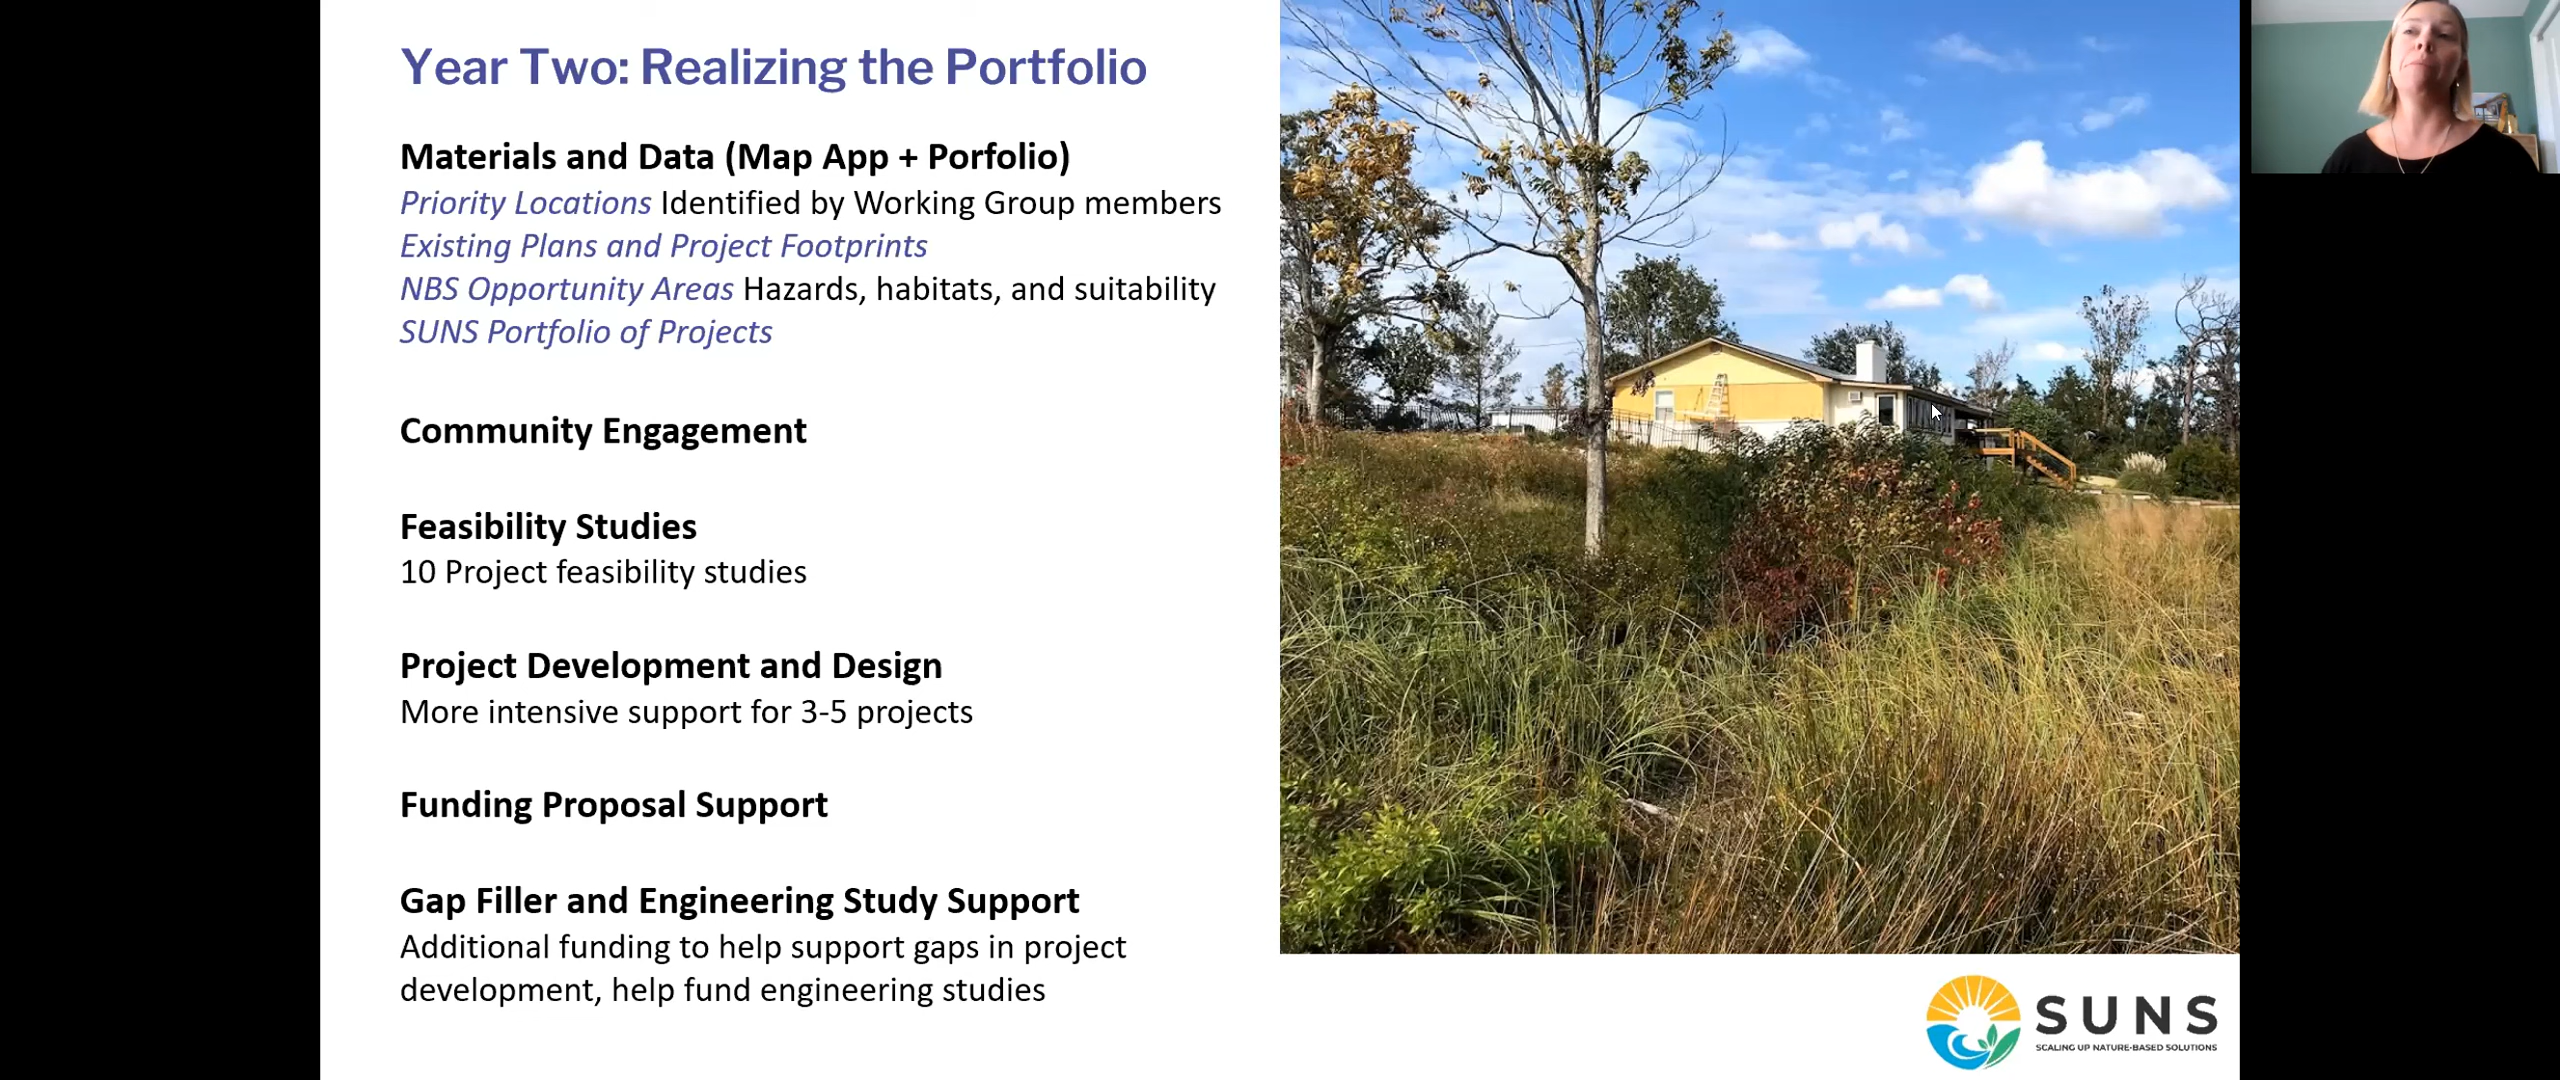 Year Two: Realizing the Portfolio
Materials and Data (Map App + Porfolio)
Priority Locations Identified by Working Group members
Existing Plans and Project Footprints
NBS Opportunity Areas Hazards, habitats, and suitability
SUNS Portfolio of Projects
Community Engagement
Feasibility Studies
10 Project feasibility studies
Project Development and Design
More intensive support for 3-5 projects
Funding Proposal Support
Gap Filler and Engineering Study Support
Additional funding to help support gaps in project
development, help fund engineering studies
SUNS
SCALING UP NATURE-BASED SOLUTIONS